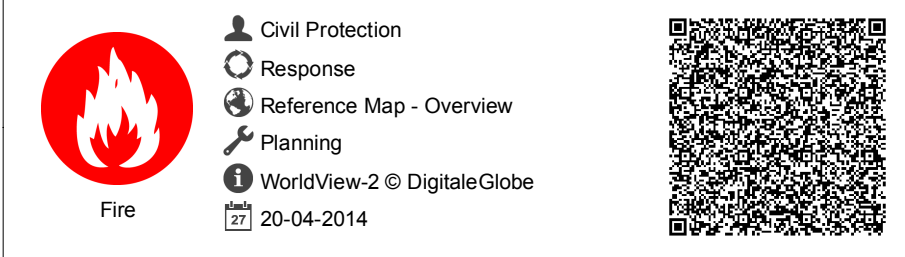 Fire
Civil Protection
Response
Reference Map - Overview
Planning
WorldView-2 © DigitaleGlobe
27
20-04-2014